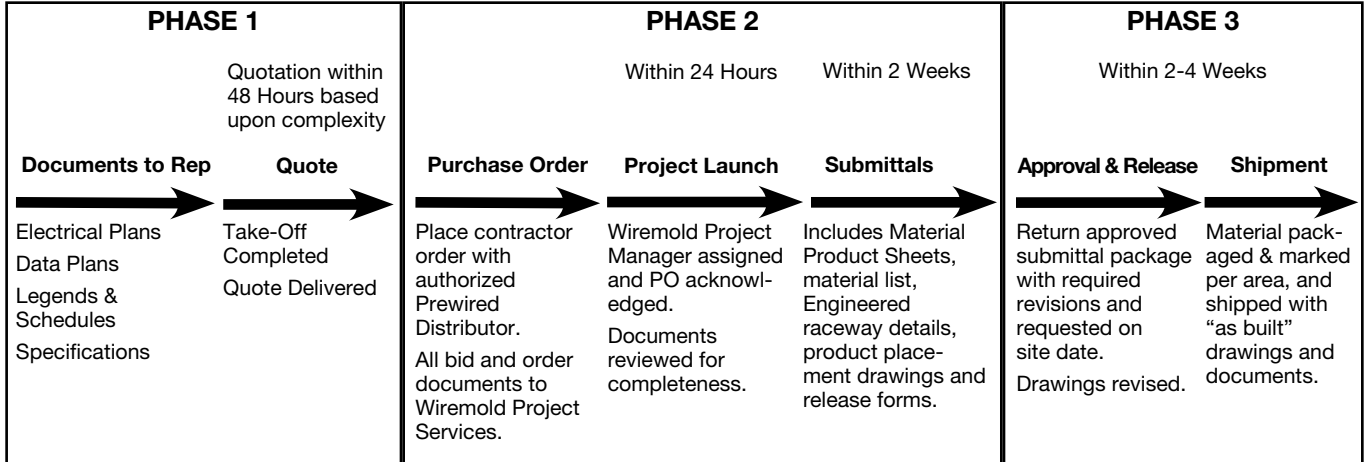 PHASE 1
Quotation within
48 Hours based
upon complexity
Documents to Rep
Electrical Plans
Data Plans
Legends &
Schedules
Specifications
Quote
Take-Off
Completed
Quote Delivered
PHASE 2
Purchase Order
Place contractor
order with
authorized
Prewired
Distributor.
All bid and order
documents to
Wiremold Project
Services.
Within 24 Hours
Project Launch
Wiremold Project
Manager assigned
and PO acknowl-
edged.
Documents
reviewed for
completeness.
Within 2 Weeks
Submittals
Includes Material
Product Sheets,
material list,
Engineered
raceway details,
product place-
ment drawings and
release forms.
PHASE 3
Within 2-4 Weeks
Approval & Release
Return approved
submittal package
with required
revisions and
requested on
site date.
Drawings revised.
Shipment
Material pack-
aged & marked
per area, and
shipped with
“as built”
drawings and
documents.